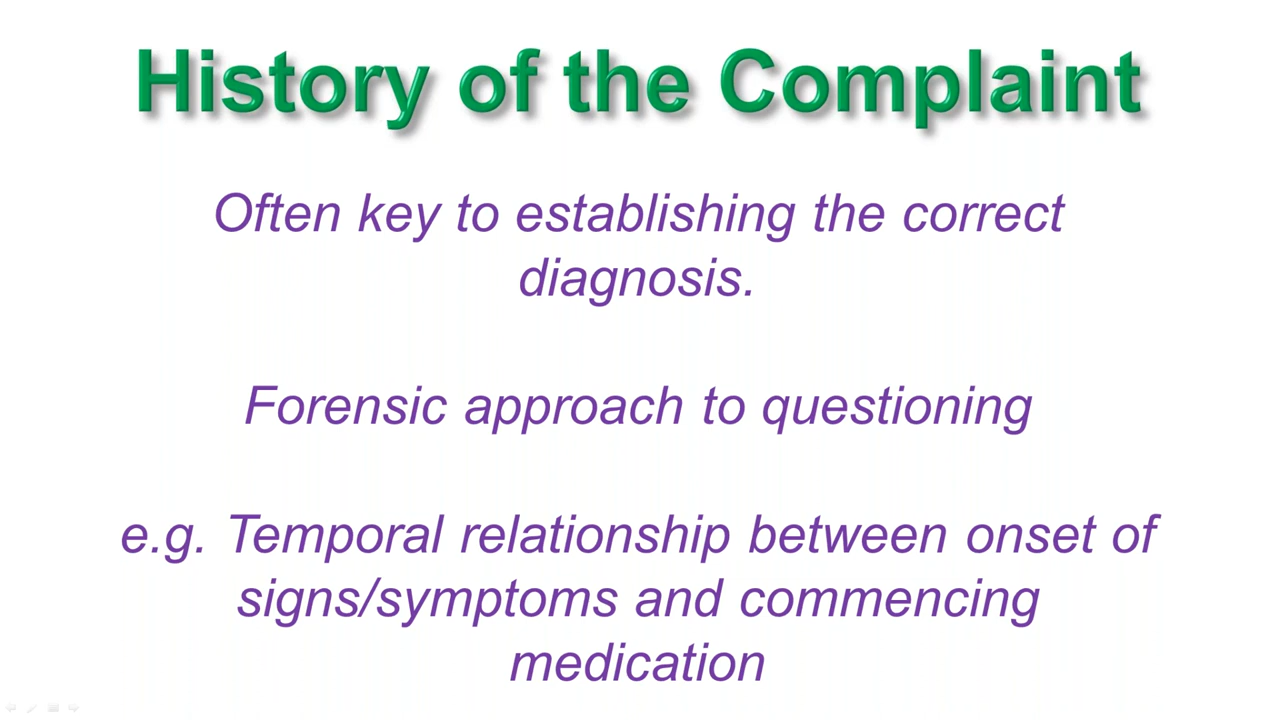 History of the Complaint
Often key to establishing the correct
diagnosis.
Forensic approach to questioning
e.g. Temporal relationship between onset of
signs/symptoms and commencing
medication